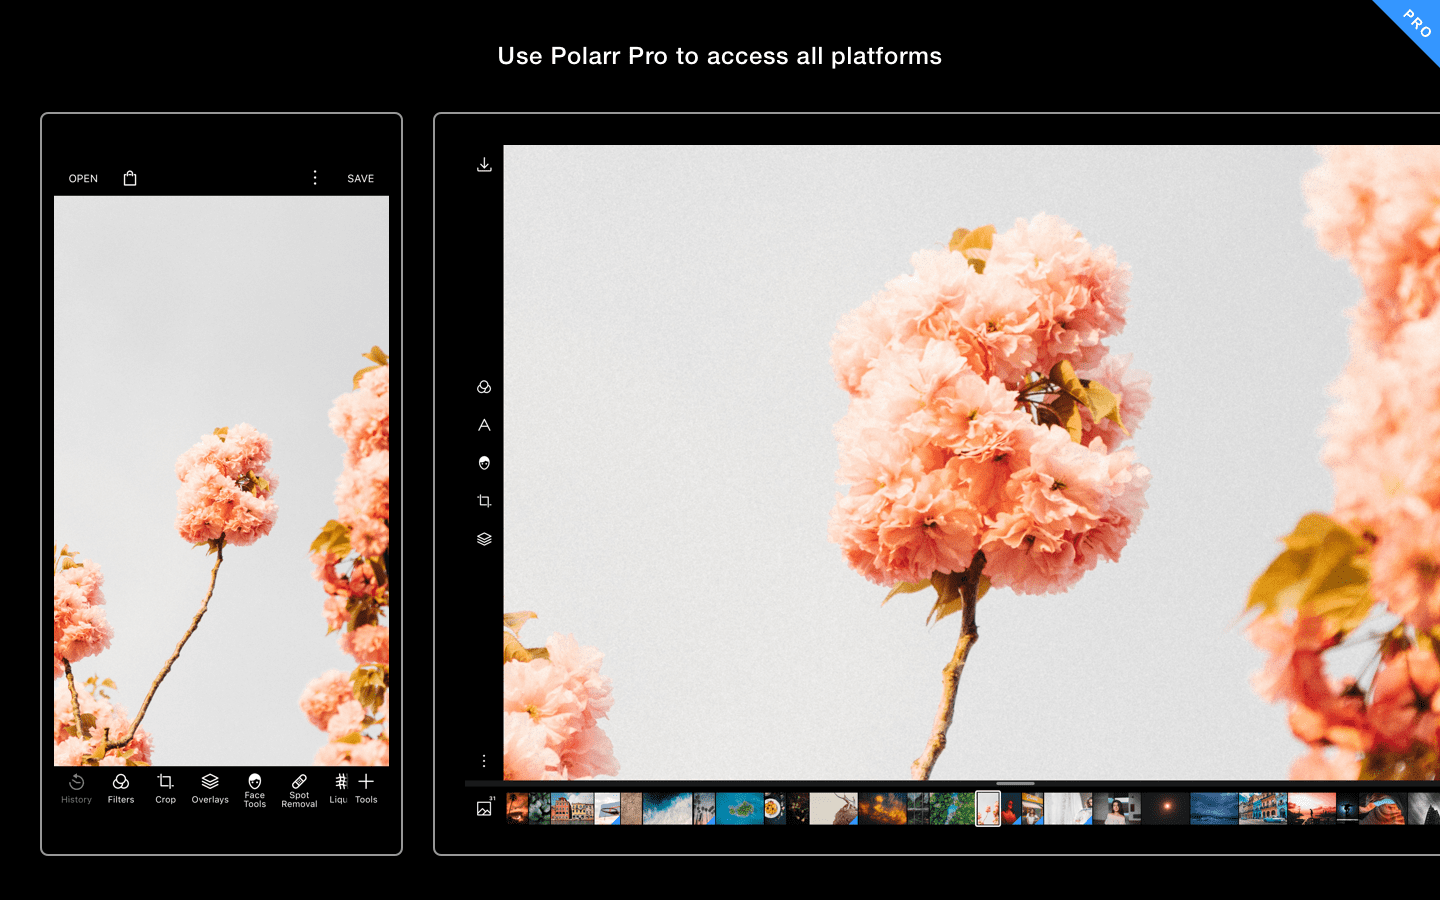 Use Polarr Pro to access all platforms
PRO
OPEN
SAVE
History
Filters
Crop
Overlays
Face
Tools
Spot
Removal
Liqu
Tools
31